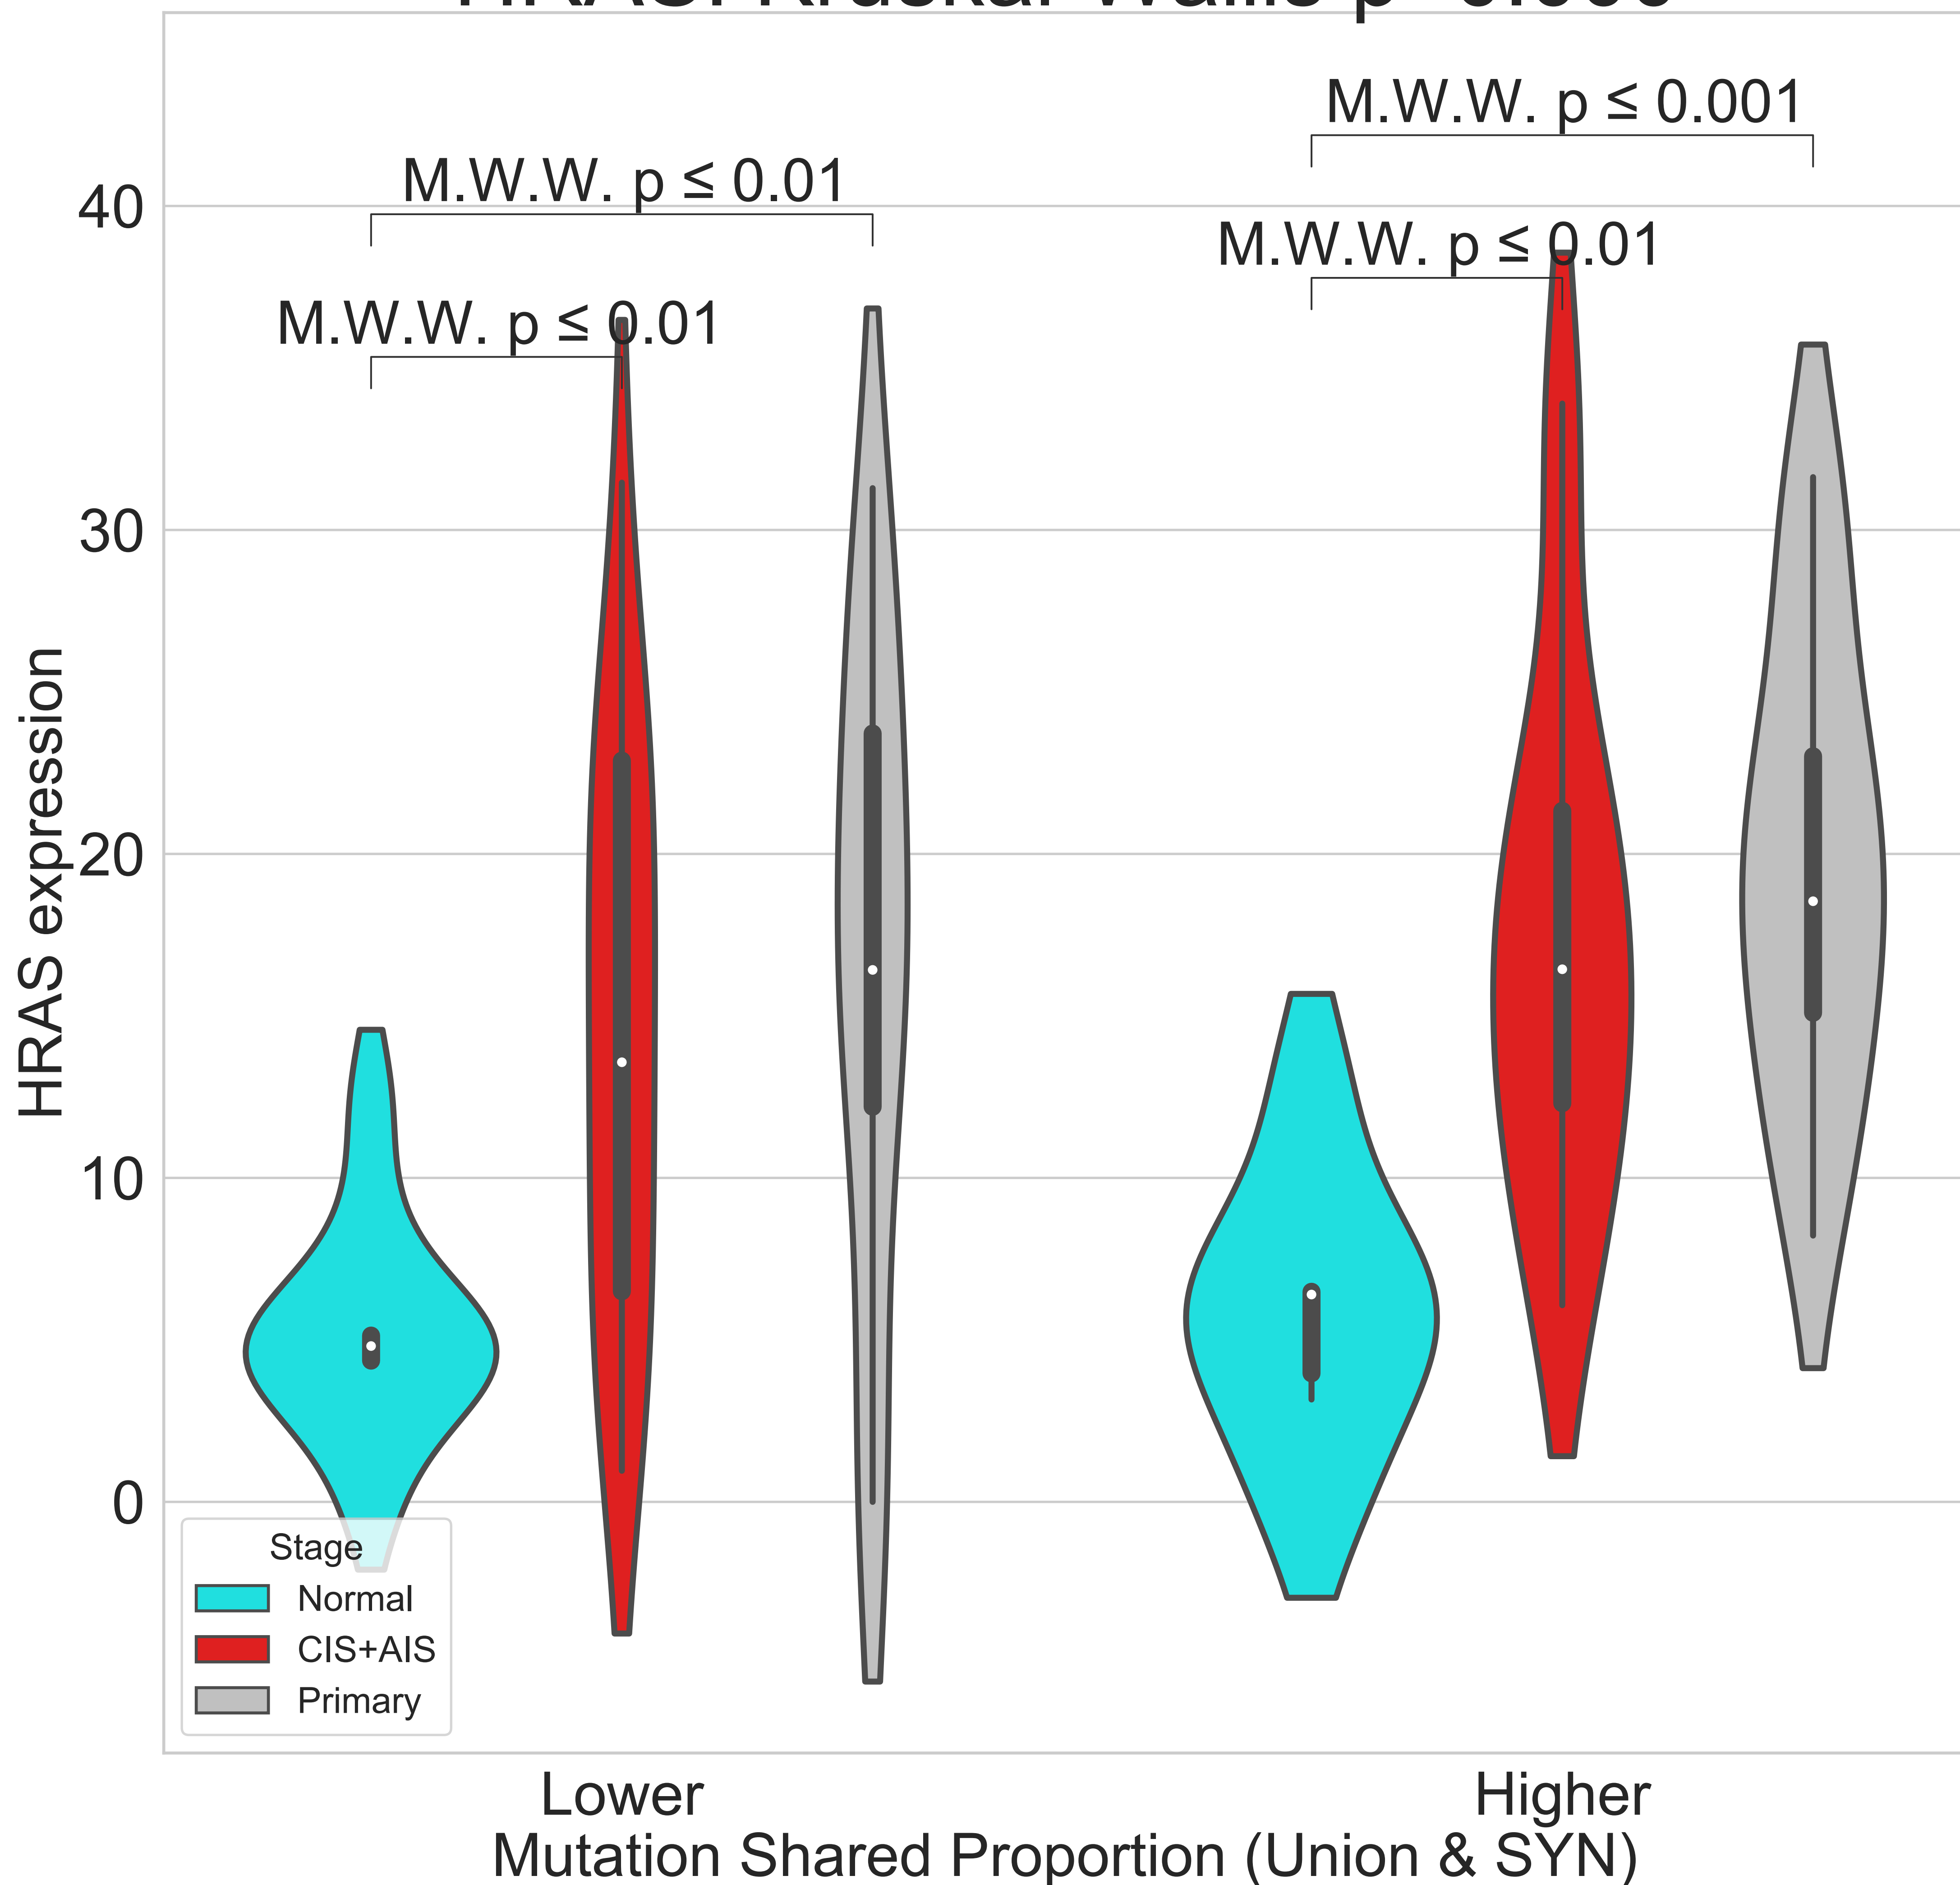 M.W.W. p ≤ 0.001
M.W.W. p ≤ 0.01
M.W.W. p ≤ 0.01
M.W.W. p ≤ 0.01
40
30
20
10
0
HRAS expression
Stage
Normal
CIS+AIS
Primary
Lower
Higher
Mutation Shared Proportion (Union & SYN)